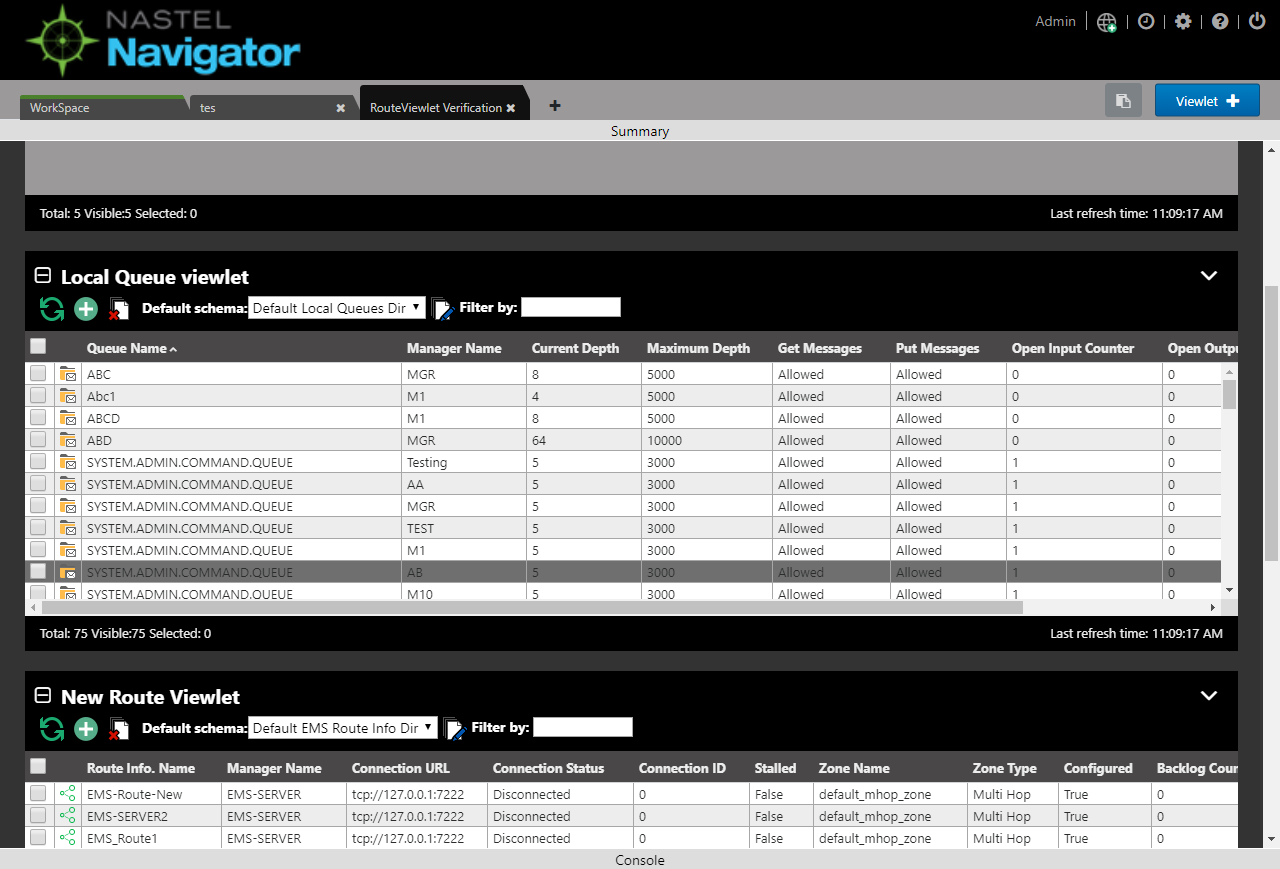 NASTEL
Navigator
Admin
WorkSpace
tes
RouteViewlet Verification
Viewlet
Summary
Total: 5 Visible:5 Selected: 0 Last refresh time: 11:09:17 AM
Local Queue viewlet
Default schema: Default Local Queues Dir Filter by:
Queue Name Manager Name Current Depth Maximum Depth Get Messages Put Messages Open Input Counter Open Outpu
ABC MGR 8 5000 Allowed Allowed 0 0
Abc1 M1 4 5000 Allowed Allowed 0 0
ABCD M1 8 5000 Allowed Allowed 0 0
ABD MGR 64 10000 Allowed Allowed 0 0
SYSTEM.ADMIN.COMMAND.QUEUE Testing 5 3000 Allowed Allowed 1 0
SYSTEM.ADMIN.COMMAND.QUEUE AA 5 3000 Allowed Allowed 1 0
SYSTEM.ADMIN.COMMAND.QUEUE MGR 5 3000 Allowed Allowed 1 0
SYSTEM.ADMIN.COMMAND.QUEUE TEST 5 3000 Allowed Allowed 1 0
SYSTEM.ADMIN.COMMAND.QUEUE M1 5 3000 Allowed Allowed 1 0
SYSTEM.ADMIN.COMMAND.QUEUE AB 5 3000 Allowed Allowed 1 0
SYSTEM.ADMIN.COMMAND.QUEUE M10 5 3000 Allowed Allowed 1 0
Total: 75 Visible:75 Selected: 0 Last refresh time: 11:09:17 AM
New Route Viewlet
Default schema: Default EMS Route Info Dir Filter by:
Route Info. Name Manager Name Connection URL Connection Status Connection ID Stalled Zone Name Zone Type Configured Backlog Coun
EMS-Route-New EMS-SERVER tcp://127.0.0.1:7222 Disconnected 0 False default_mhop_zone Multi Hop True 0
EMS-SERVER2 EMS-SERVER tcp://127.0.0.1:7222 Disconnected 0 False default_mhop_zone Multi Hop True 0
EMS_Route1 EMS-SERVER tcp://127.0.0.1:7222 Disconnected 0 False default_mhop_zone Multi Hop True 0
Console